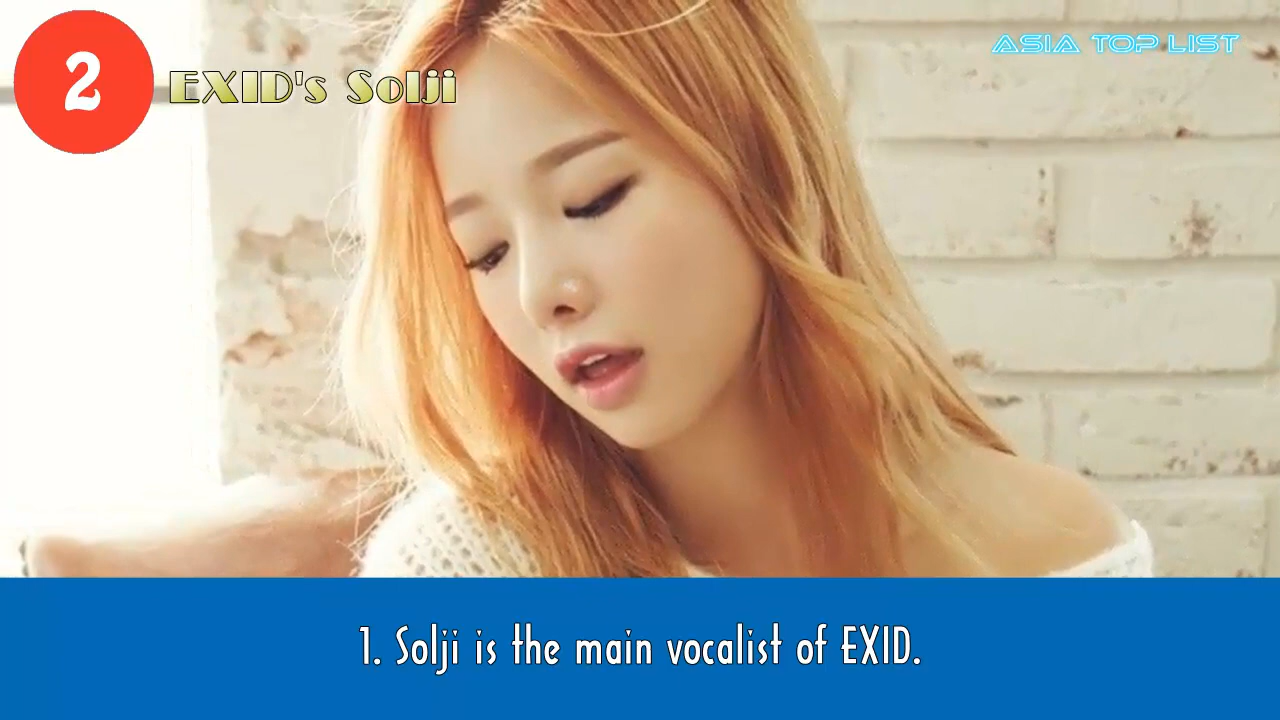 2
EXID's Solji
ASIA TOP LIST
1. Solji is the main vocalist of EXID.